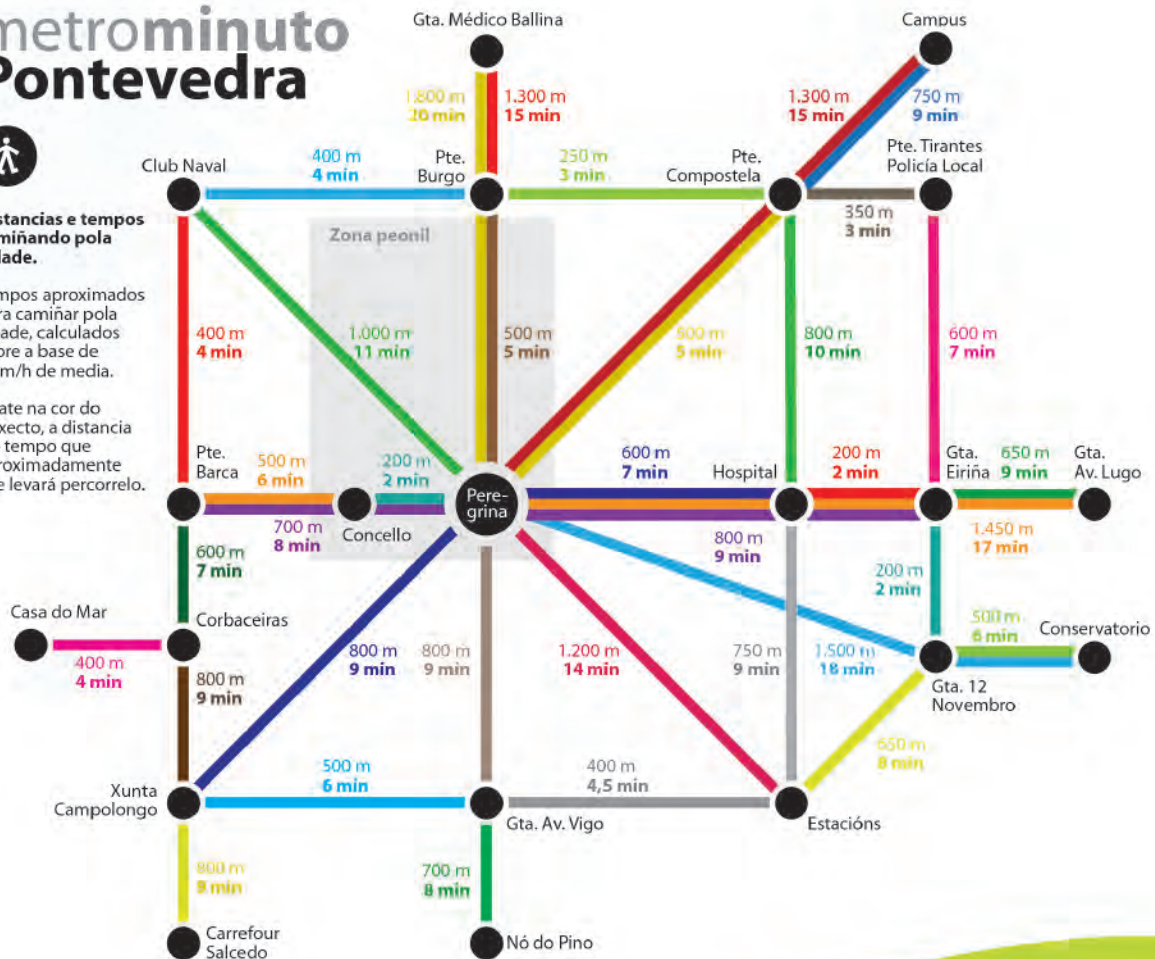 metrominuto
Pontevedra
stancias e tempos
miñando pola
dade.
mpos aproximados
ra camiñar pola
ade, calculados
bre a base de
m/h de media.
ate na cor do
xecto, a distancia
tempo que
roximadamente
e levará percorrelo.
Gta. Médico Ballina
Campus
1.800 m
20 min
1.300 m
15 min
1.300 m
15 min
750 m
9 min
Club Naval
400 m
4 min
Pte.
Burgo
250 m
3 min
Pte.
Compostela
Pte. Tirantes
Policía Local
350 m
3 min
Zona peonil
400 m
4 min
1.000 m
11 min
500 m
5 min
500 m
5 min
800 m
10 min
600 m
7 min
Pte.
Barca
500 m
6 min
200 m
2 min
Pere-
grina
600 m
7 min
Hospital
200 m
2 min
Gta.
Eiriña
650 m
9 min
Gta.
Av. Lugo
700 m
8 min
Concello
800 m
9 min
1.450 m
17 min
600 m
7 min
200 m
2 min
Casa do Mar
400 m
4 min
Corbaceiras
500 m
6 min
Conservatorio
800 m
9 min
800 m
9 min
800 m
9 min
1.200 m
14 min
750 m
9 min
1.500 m
18 min
Gta. 12
Novembro
650 m
8 min
Xunta
Campolongo
500 m
6 min
400 m
4,5 min
Gta. Av. Vigo
Estacións
800 m
9 min
700 m
8 min
Carrefour
Salcedo
Nó do Pino